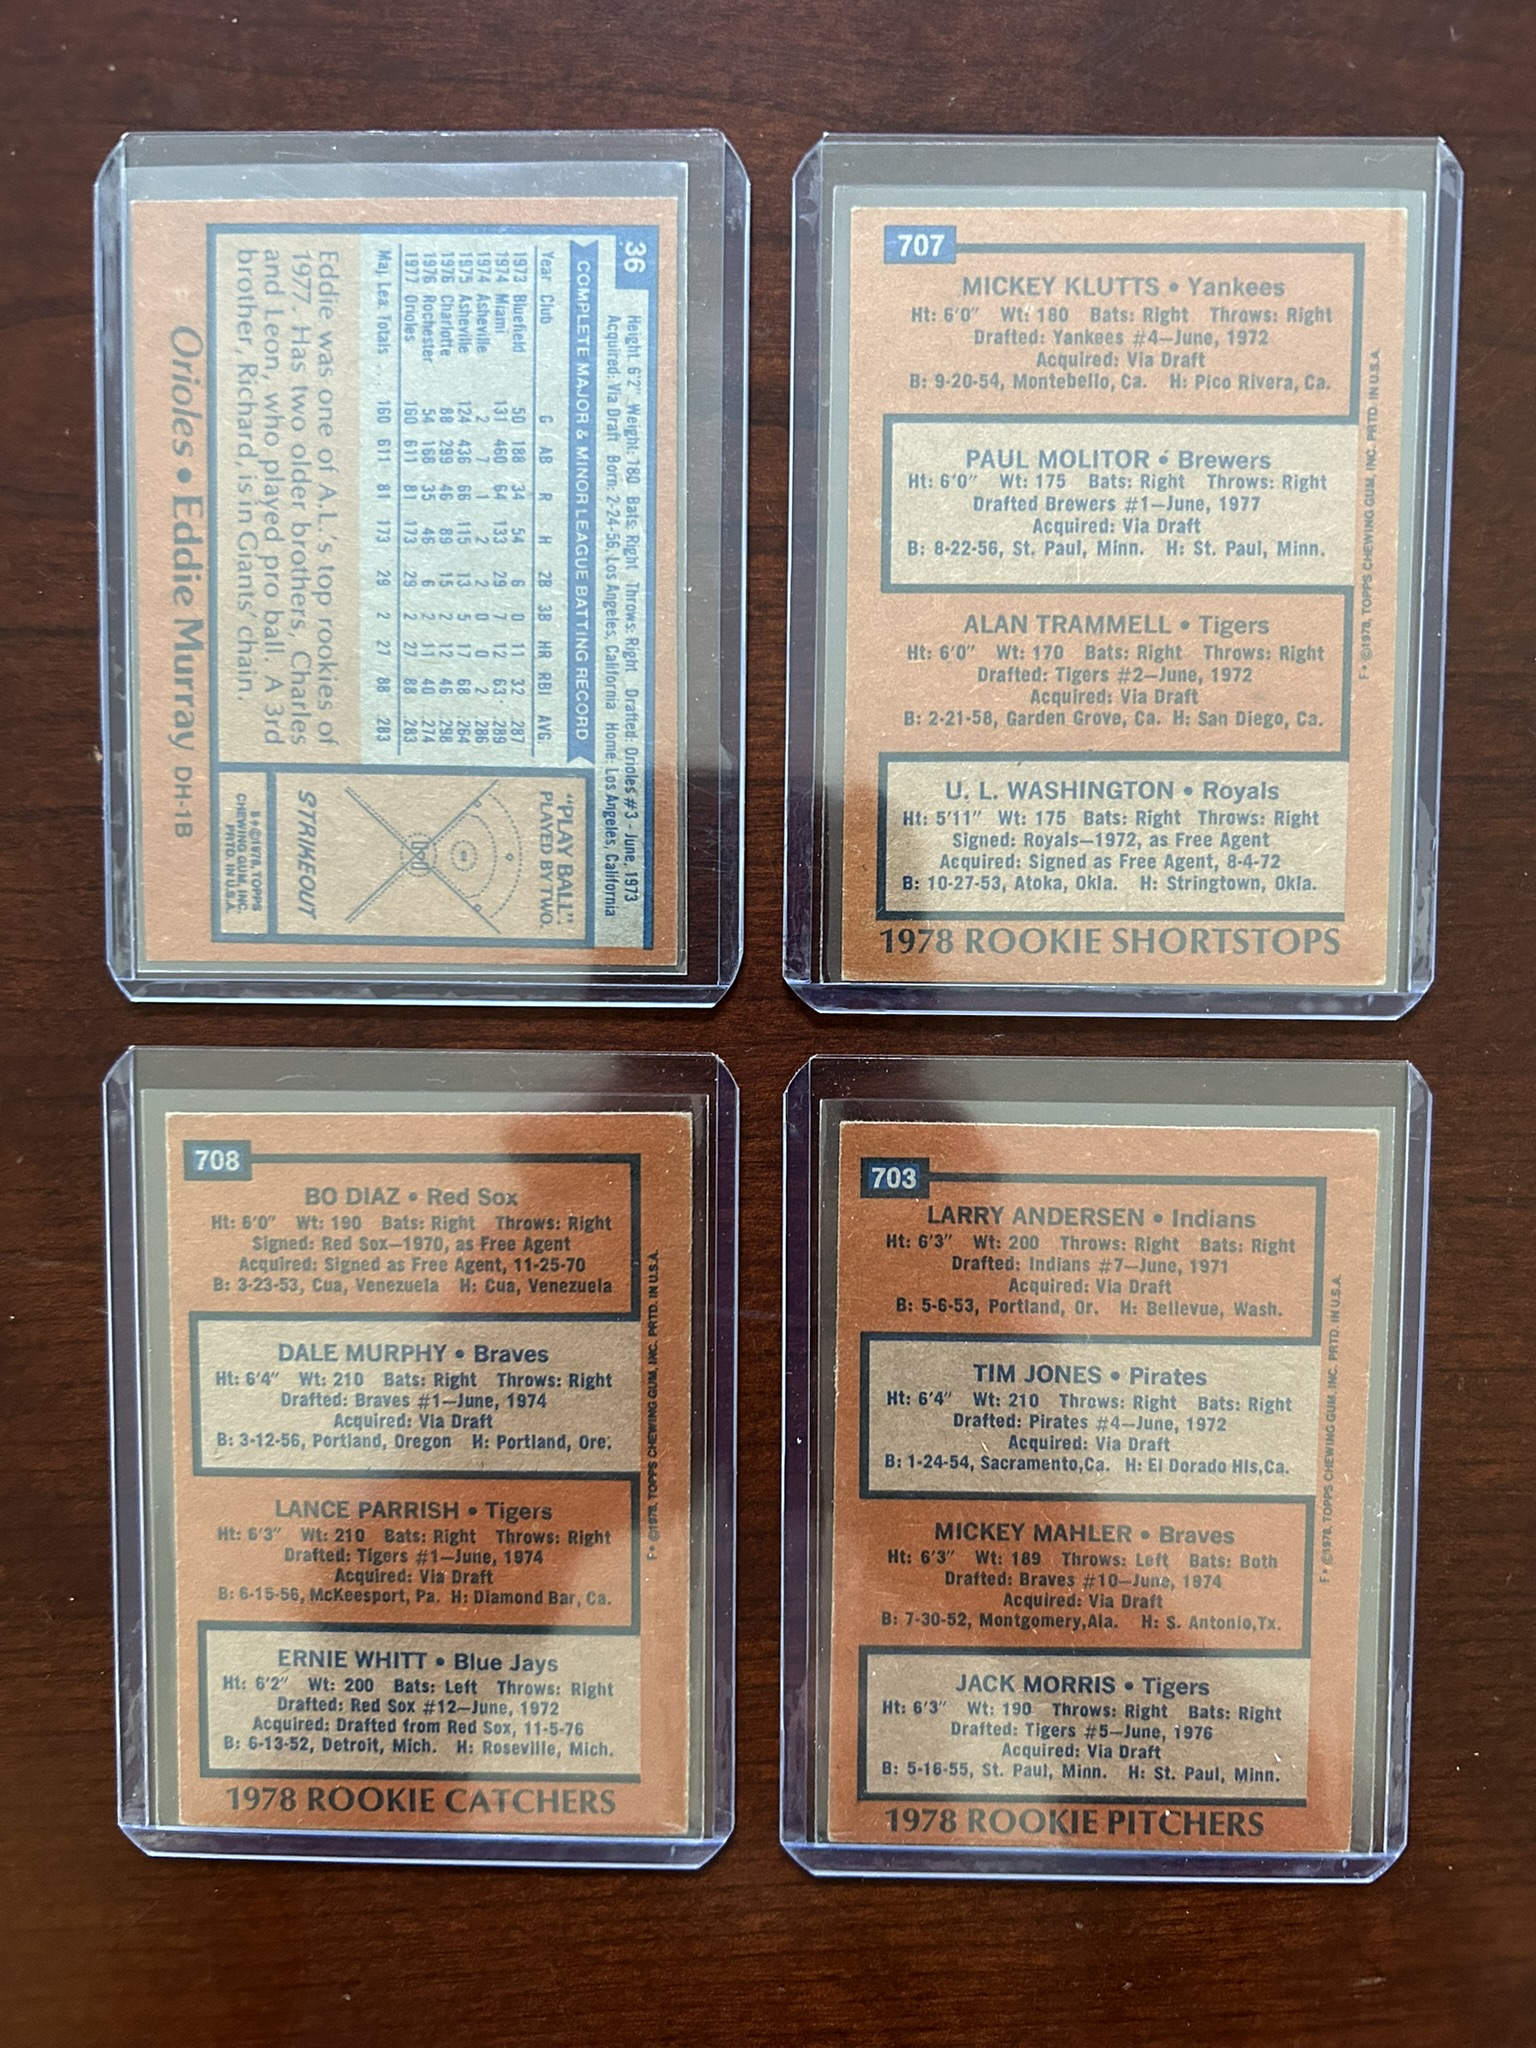 36
Height: 6'2" Weight: 180 Bats: Right Throws: Right Drafted: Orioles #3 - June, 1973
Acquired: Via Draft Born: 2-24-56, Los Angeles, California Home: Los Angeles, California
COMPLETE MAJOR & MINOR LEAGUE BATTING RECORD
Year Club G AB R H 2B 3B HR RBI AVG
1973 Bluefield 50 188 34 54 6 0 11 32 287
1974 Miami 131 460 64 133 29 7 12 63 289
1974 Asheville 2 7 1 2 2 0 0 2 286
1975 Asheville 124 436 66 115 13 5 17 68 264
1976 Charlotte 88 299 46 89 15 2 12 46 298
1976 Rochester 54 168 35 46 6 2 11 40 274
1977 Orioles 160 611 81 173 29 2 27 88 283
Maj. Lea. Totals . . . 160 611 81 173 29 2 27 88 283
Eddie was one of A.L.'s top rookies of
1977. Has two older brothers, Charles
and Leon, who played pro ball. A 3rd
brother, Richard, is in Giants' chain.
"PLAY BALL"
PLAYED BY TWO.
STRIKEOUT
B•©1978, TOPPS
CHEWING GUM, INC.
PRTD. IN U.S.A.
Orioles • Eddie Murray DH-1B
707
MICKEY KLUTTS • Yankees
Ht: 6'0" Wt: 180 Bats: Right Throws: Right
Drafted: Yankees #4—June, 1972
Acquired: Via Draft
B: 9-20-54, Montebello, Ca. H: Pico Rivera, Ca.
PAUL MOLITOR • Brewers
Ht: 6'0" Wt: 175 Bats: Right Throws: Right
Drafted Brewers #1—June, 1977
Acquired: Via Draft
B: 8-22-56, St. Paul, Minn. H: St. Paul, Minn.
ALAN TRAMMELL • Tigers
Ht: 6'0" Wt: 170 Bats: Right Throws: Right
Drafted: Tigers #2—June, 1972
Acquired: Via Draft
B: 2-21-58, Garden Grove, Ca. H: San Diego, Ca.
U. L. WASHINGTON • Royals
Ht: 5'11" Wt: 175 Bats: Right Throws: Right
Signed: Royals—1972, as Free Agent
Acquired: Signed as Free Agent, 8-4-72
B: 10-27-53, Atoka, Okla. H: Stringtown, Okla.
1978 ROOKIE SHORTSTOPS
F• ©1978, TOPPS CHEWING GUM, INC. PRTD. IN U.S.A.
708
BO DIAZ • Red Sox
Ht: 6'0" Wt: 190 Bats: Right Throws: Right
Signed: Red Sox—1970, as Free Agent
Acquired: Signed as Free Agent, 11-25-70
B: 3-23-53, Cua, Venezuela H: Cua, Venezuela
DALE MURPHY • Braves
Ht: 6'4" Wt: 210 Bats: Right Throws: Right
Drafted: Braves #1—June, 1974
Acquired: Via Draft
B: 3-12-56, Portland, Oregon H: Portland, Ore.
LANCE PARRISH • Tigers
Ht: 6'3" Wt: 210 Bats: Right Throws: Right
Drafted: Tigers #1—June, 1974
Acquired: Via Draft
B: 6-15-56, McKeesport, Pa. H: Diamond Bar, Ca.
ERNIE WHITT • Blue Jays
Ht: 6'2" Wt: 200 Bats: Left Throws: Right
Drafted: Red Sox #12—June, 1972
Acquired: Drafted from Red Sox, 11-5-76
B: 6-13-52, Detroit, Mich. H: Roseville, Mich.
1978 ROOKIE CATCHERS
F• ©1978, TOPPS CHEWING GUM, INC. PRTD. IN U.S.A.
703
LARRY ANDERSEN • Indians
Ht: 6'3" Wt: 200 Throws: Right Bats: Right
Drafted: Indians #7—June, 1971
Acquired: Via Draft
B: 5-6-53, Portland, Or. H: Bellevue, Wash.
TIM JONES • Pirates
Ht: 6'4" Wt: 210 Throws: Right Bats: Right
Drafted: Pirates #4—June, 1972
Acquired: Via Draft
B: 1-24-54, Sacramento,Ca. H: El Dorado Hls,Ca.
MICKEY MAHLER • Braves
Ht: 6'3" Wt: 189 Throws: Left Bats: Both
Drafted: Braves #10—June, 1974
Acquired: Via Draft
B: 7-30-52, Montgomery,Ala. H: S. Antonio,Tx.
JACK MORRIS • Tigers
Ht: 6'3" Wt: 190 Throws: Right Bats: Right
Drafted: Tigers #5—June, 1976
Acquired: Via Draft
B: 5-16-55, St. Paul, Minn. H: St. Paul, Minn.
1978 ROOKIE PITCHERS
F• ©1978, TOPPS CHEWING GUM, INC. PRTD. IN U.S.A.